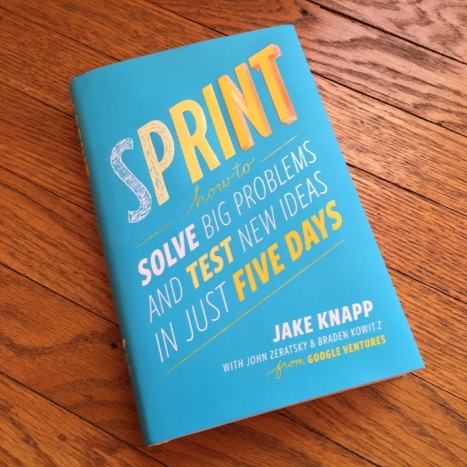 SPRINT
how to
SOLVE BIG PROBLEMS
AND TEST NEW IDEAS
IN JUST FIVE DAYS
JAKE KNAPP
WITH JOHN ZERATSKY & BRADEN KOWITZ
from GOOGLE VENTURES